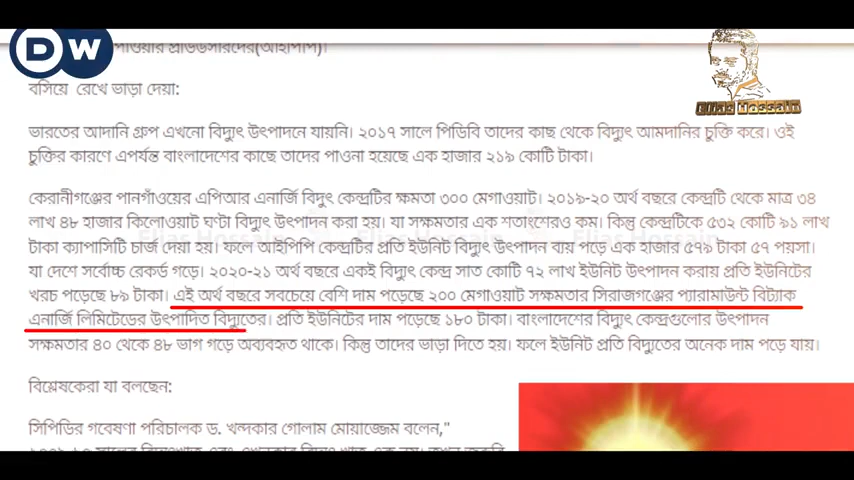 DW
পাওয়ার প্রডিউসারদের(আইপিপি)।
Elias Hossain
বসিয়ে রেখে ভাড়া দেয়া:
ভারতের আদানি গ্রুপ এখনো বিদ্যুৎ উৎপাদনে যায়নি। ২০১৭ সালে পিডিবি তাদের কাছ থেকে বিদ্যুৎ আমদানির চুক্তি করে। ওই
চুক্তির কারণে এপর্যন্ত বাংলাদেশের কাছে তাদের পাওনা হয়েছে এক হাজার ২১৯ কোটি টাকা।
কেরানীগঞ্জের পানগাঁওয়ের এপিআর এনার্জি বিদুৎ কেন্দ্রটির ক্ষমতা ৩০০ মেগাওয়াট। ২০১৯-২০ অর্থ বছরে কেন্দ্রটি থেকে মাত্র ৩৪
লাখ ৪৮ হাজার কিলোওয়াট ঘণ্টা বিদ্যুৎ উৎপাদন করা হয়। যা সক্ষমতার এক শতাংশেরও কম। কিন্তু কেন্দ্রটিকে ৫৩২ কোটি ৯১ লাখ
টাকা ক্যাপাসিটি চার্জ দেয়া হয়। ফলে আইপিপি কেন্দ্রটির প্রতি ইউনিট বিদ্যুৎ উৎপাদন ব্যয় পড়ে এক হাজার ৫৭৯ টাকা ৫৭ পয়সা।
যা দেশে সর্বোচ্চ রেকর্ড গড়ে। ২০২০-২১ অর্থ বছরে একই বিদ্যুৎ কেন্দ্র সাত কোটি ৭২ লাখ ইউনিট উৎপাদন করায় প্রতি ইউনিটের
খরচ পড়েছে ৮৯ টাকা। এই অর্থ বছরে সবচেয়ে বেশি দাম পড়েছে ২০০ মেগাওয়াট সক্ষমতার সিরাজগঞ্জের প্যারামাউন্ট বিট্যাক
এনার্জি লিমিটেডের উৎপাদিত বিদ্যুতের। প্রতি ইউনিটের দাম পড়েছে ১৮০ টাকা। বাংলাদেশের বিদ্যুৎ কেন্দ্রগুলোর উৎপাদন
সক্ষমতার ৪০ থেকে ৪৮ ভাগ গড়ে অব্যবহৃত থাকে। কিন্তু তাদের ভাড়া দিতে হয়। ফলে ইউনিট প্রতি বিদ্যুতের অনেক দাম পড়ে যায়।
বিশ্লেষকেরা যা বলছেন:
সিপিডির গবেষণা পরিচালক ড. খন্দকার গোলাম মোয়াজ্জেম বলেন,"